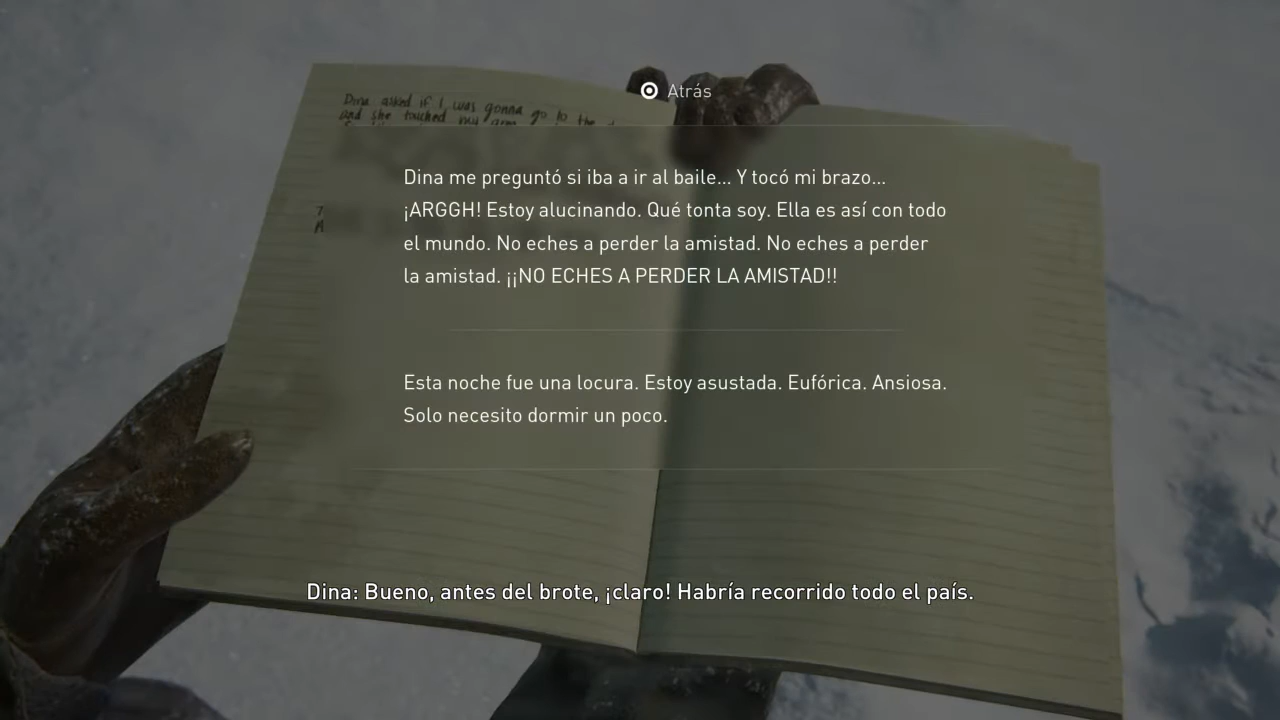 Dina asked if I was gonna go to the
and she touched my arm
Atrás
Dina me preguntó si iba a ir al baile... Y tocó mi brazo...
¡ARGGH! Estoy alucinando. Qué tonta soy. Ella es así con todo
el mundo. No eches a perder la amistad. No eches a perder
la amistad. ¡¡NO ECHES A PERDER LA AMISTAD!!
Esta noche fue una locura. Estoy asustada. Eufórica. Ansiosa.
Solo necesito dormir un poco.
Dina: Bueno, antes del brote, ¡claro! Habría recorrido todo el país.